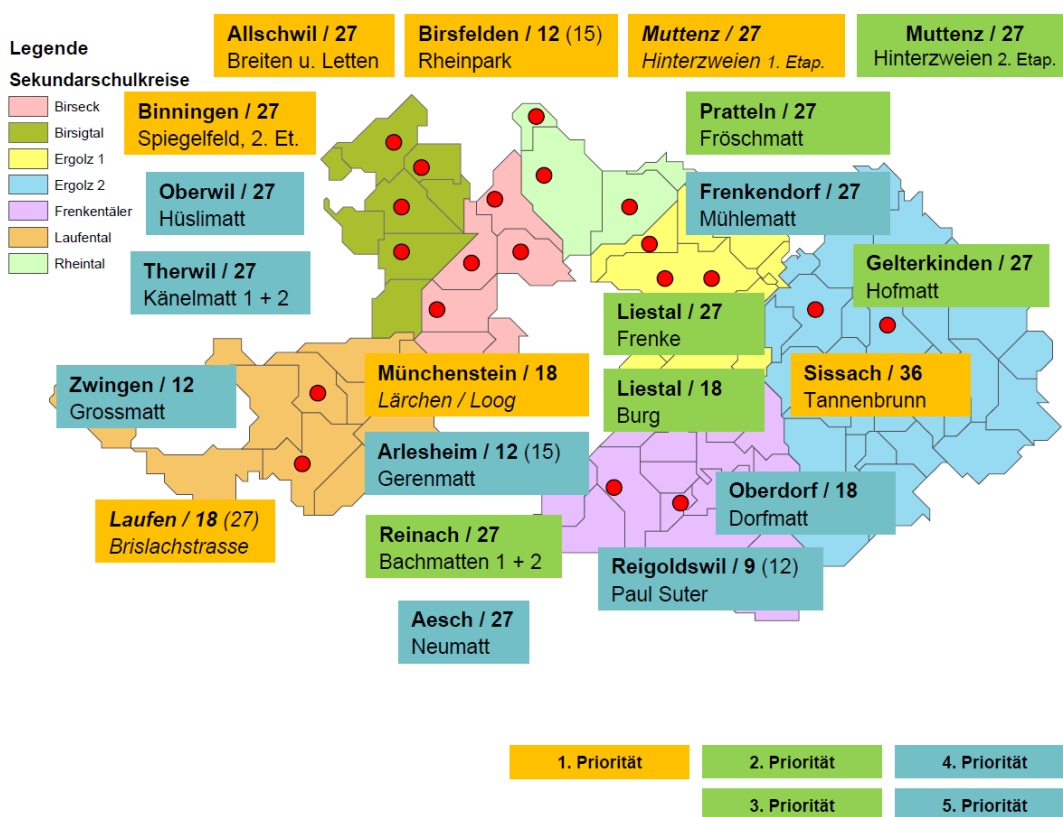 Legende
Sekundarschulkreise
Birseck
Birsigtal
Ergolz 1
Ergolz 2
Frenkentäler
Laufental
Rheintal
Allschwil / 27
Breiten u. Letten
Birsfelden / 12 (15)
Rheinpark
Muttenz / 27
Hinterzweien 1. Etap.
Muttenz / 27
Hinterzweien 2. Etap.
Binningen / 27
Spiegelfeld, 2. Et.
Pratteln / 27
Fröschmatt
Oberwil / 27
Hüslimatt
Frenkendorf / 27
Mühlematt
Therwil / 27
Känelmatt 1 + 2
Gelterkinden / 27
Hofmatt
Liestal / 27
Frenke
Zwingen / 12
Grossmatt
Münchenstein / 18
Lärchen / Loog
Liestal / 18
Burg
Sissach / 36
Tannenbrunn
Arlesheim / 12 (15)
Gerenmatt
Oberdorf / 18
Dorfmatt
Laufen / 18 (27)
Brislachstrasse
Reinach / 27
Bachmatten 1 + 2
Reigoldswil / 9 (12)
Paul Suter
Aesch / 27
Neumatt
1. Priorität
2. Priorität
4. Priorität
3. Priorität
5. Priorität